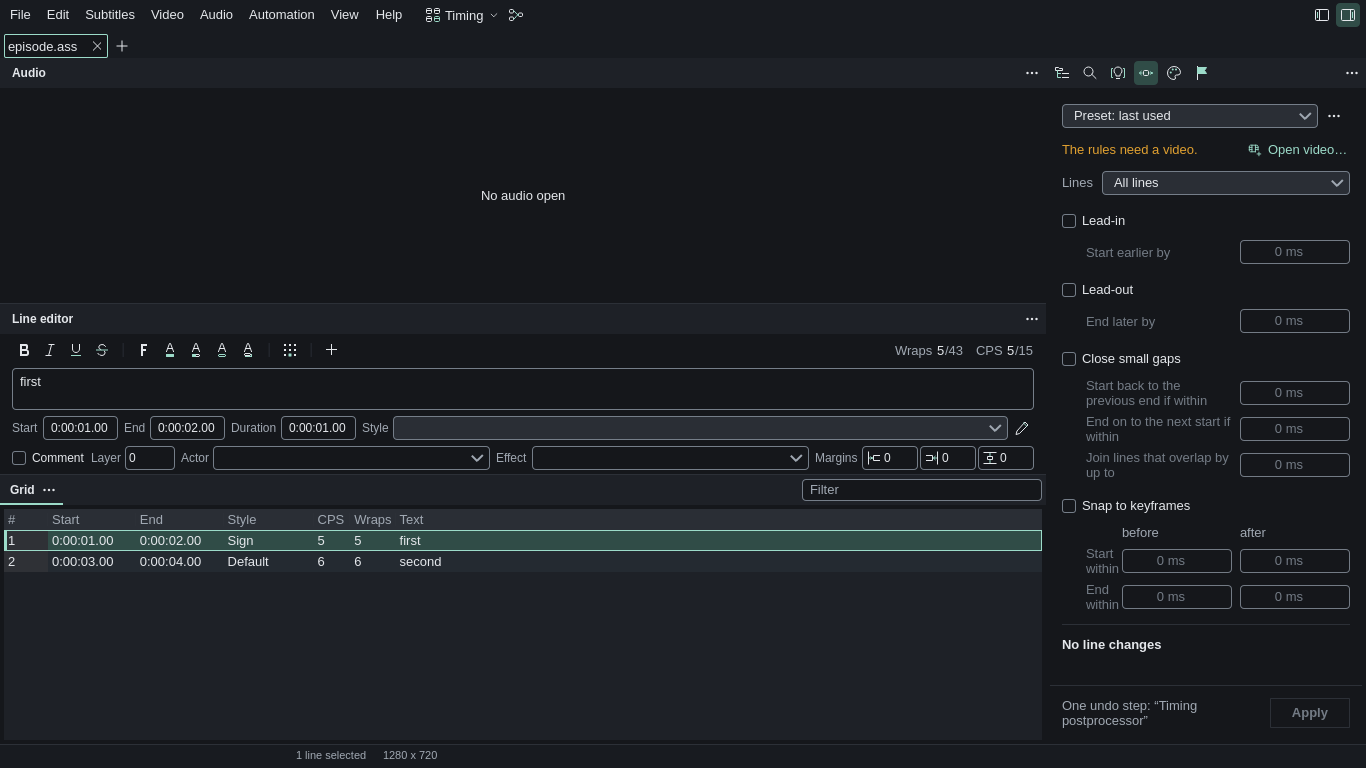 File Edit Subtitles Video Audio Automation View Help Timing
episode.ass
Audio
No audio open
Line editor
Wraps 5/43 CPS 5/15
first
Start 0:00:01.00 End 0:00:02.00 Duration 0:00:01.00 Style
Comment Layer 0 Actor Effect Margins 0 0 0
Grid Filter
# Start End Style CPS Wraps Text
1 0:00:01.00 0:00:02.00 Sign 5 5 first
2 0:00:03.00 0:00:04.00 Default 6 6 second
Preset: last used
The rules need a video. Open video…
Lines All lines
Lead-in
Start earlier by 0 ms
Lead-out
End later by 0 ms
Close small gaps
Start back to the
previous end if within 0 ms
End on to the next start if
within 0 ms
Join lines that overlap by
up to 0 ms
Snap to keyframes
before after
Start
within 0 ms 0 ms
End
within 0 ms 0 ms
No line changes
One undo step: “Timing
postprocessor” Apply
1 line selected 1280 x 720